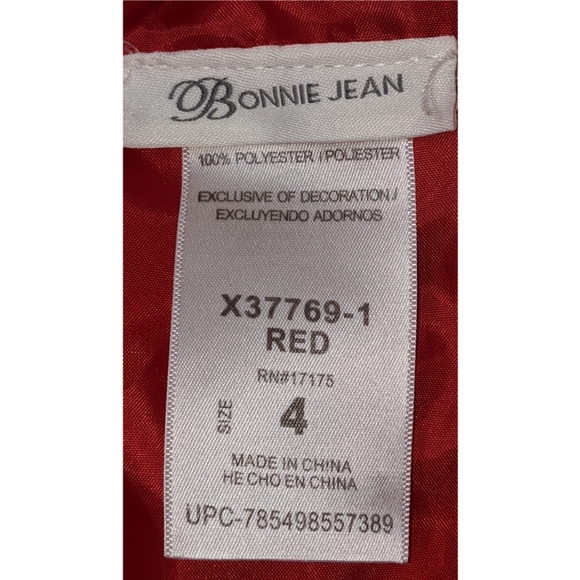 BONNIE JEAN
100% POLYESTER / POLIESTER
EXCLUSIVE OF DECORATION /
EXCLUYENDO ADORNOS
X37769-1
RED
RN#17175
SIZE 4
MADE IN CHINA
HE CHO EN CHINA
UPC-785498557389